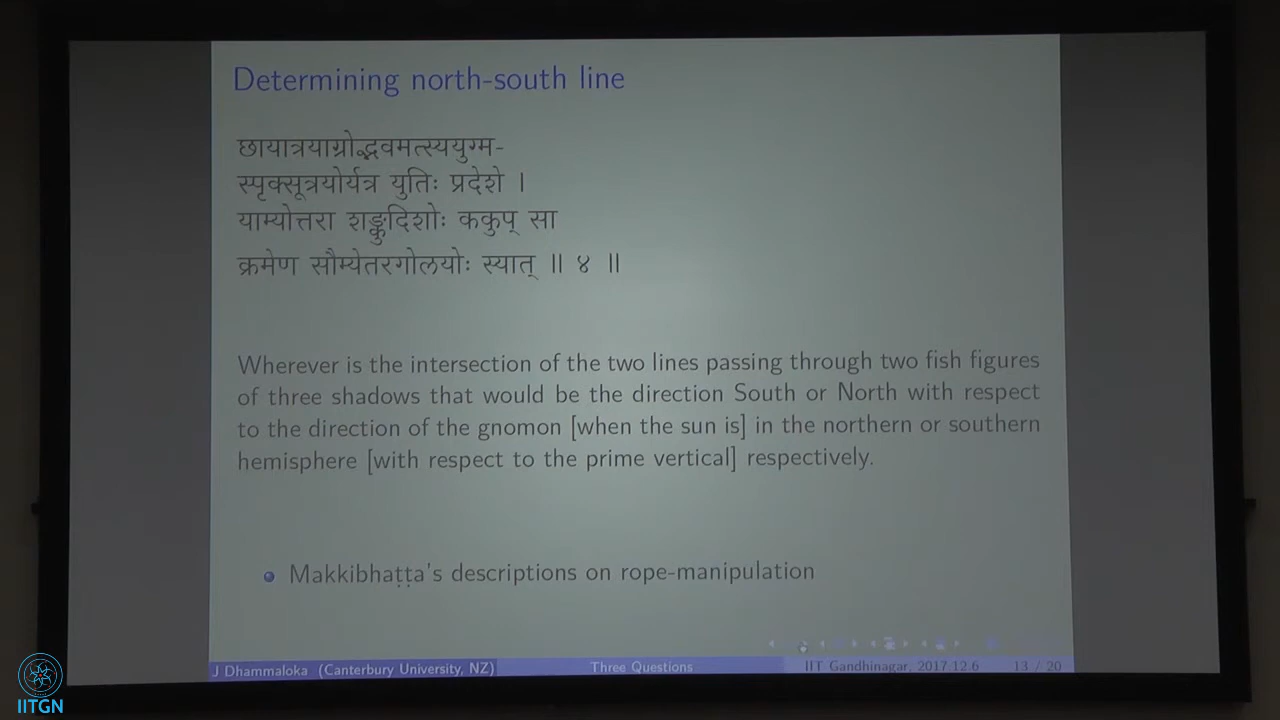 Determining north-south line
छायात्रयाग्रोद्भवमत्स्ययुग्म-
स्पृक्सूत्रयोर्यत्र युतिः प्रदेशे ।
याम्योत्तरा शङ्कुदिशोः ककुप् सा
क्रमेण सौम्येतरगोलयोः स्यात् ॥ ४ ॥
Wherever is the intersection of the two lines passing through two fish figures
of three shadows that would be the direction South or North with respect
to the direction of the gnomon [when the sun is] in the northern or southern
hemisphere [with respect to the prime vertical] respectively.
Makkibhaṭṭa's descriptions on rope-manipulation
J Dhammaloka (Canterbury University, NZ) Three Questions IIT Gandhinagar, 2017.12.6 13 / 20
IITGN